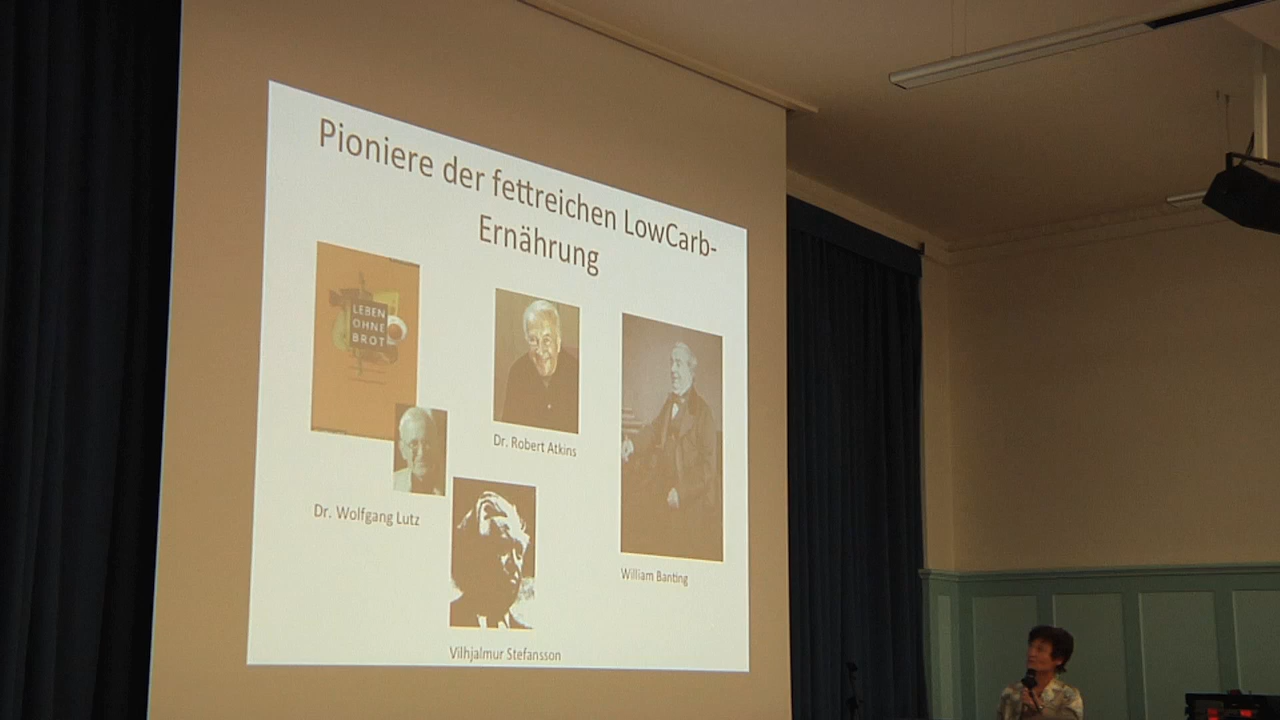 Pioniere der fettreichen LowCarb-
Ernährung
LEBEN
OHNE
BROT
Dr. Robert Atkins
Dr. Wolfgang Lutz
William Banting
Vilhjalmur Stefansson